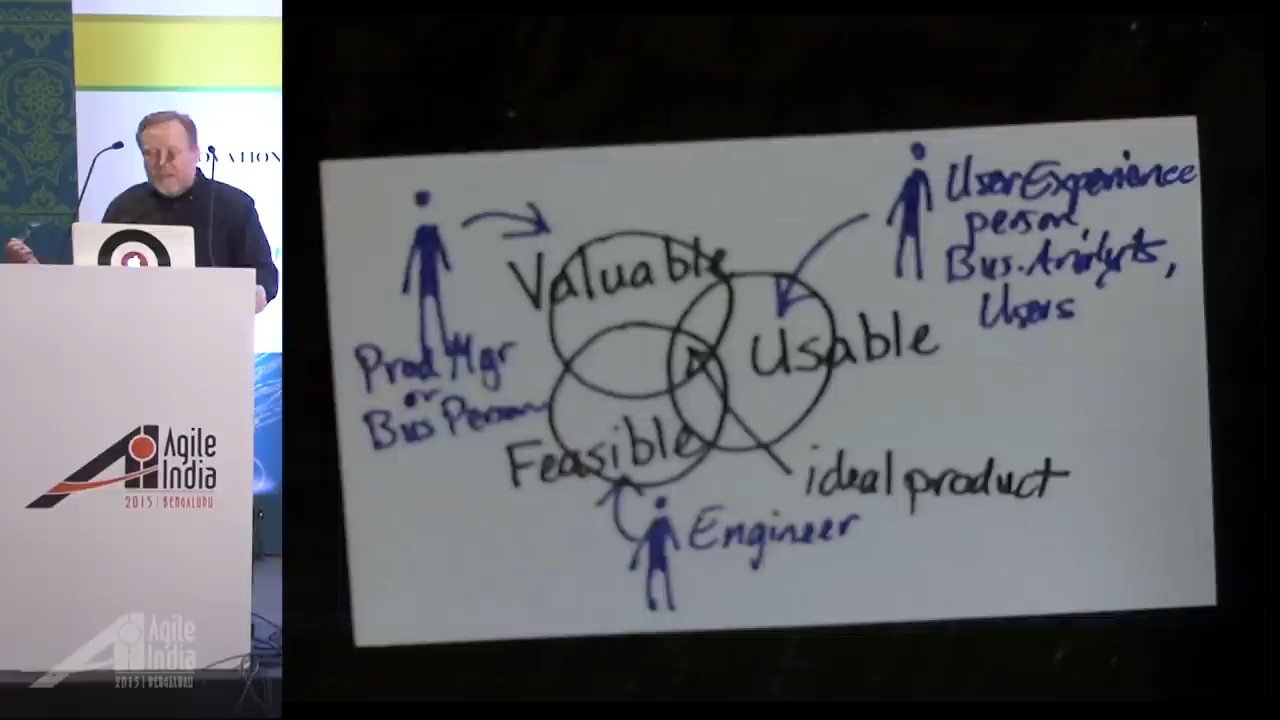 Valuable
Usable
Feasible
ideal product
Prod Mgr
or
Bus Person
User Experience
person,
Bus. Analysts,
Users
Engineer
Agile
India
2015 | BENGALURU
Agile
India
2015 | BENGALURU